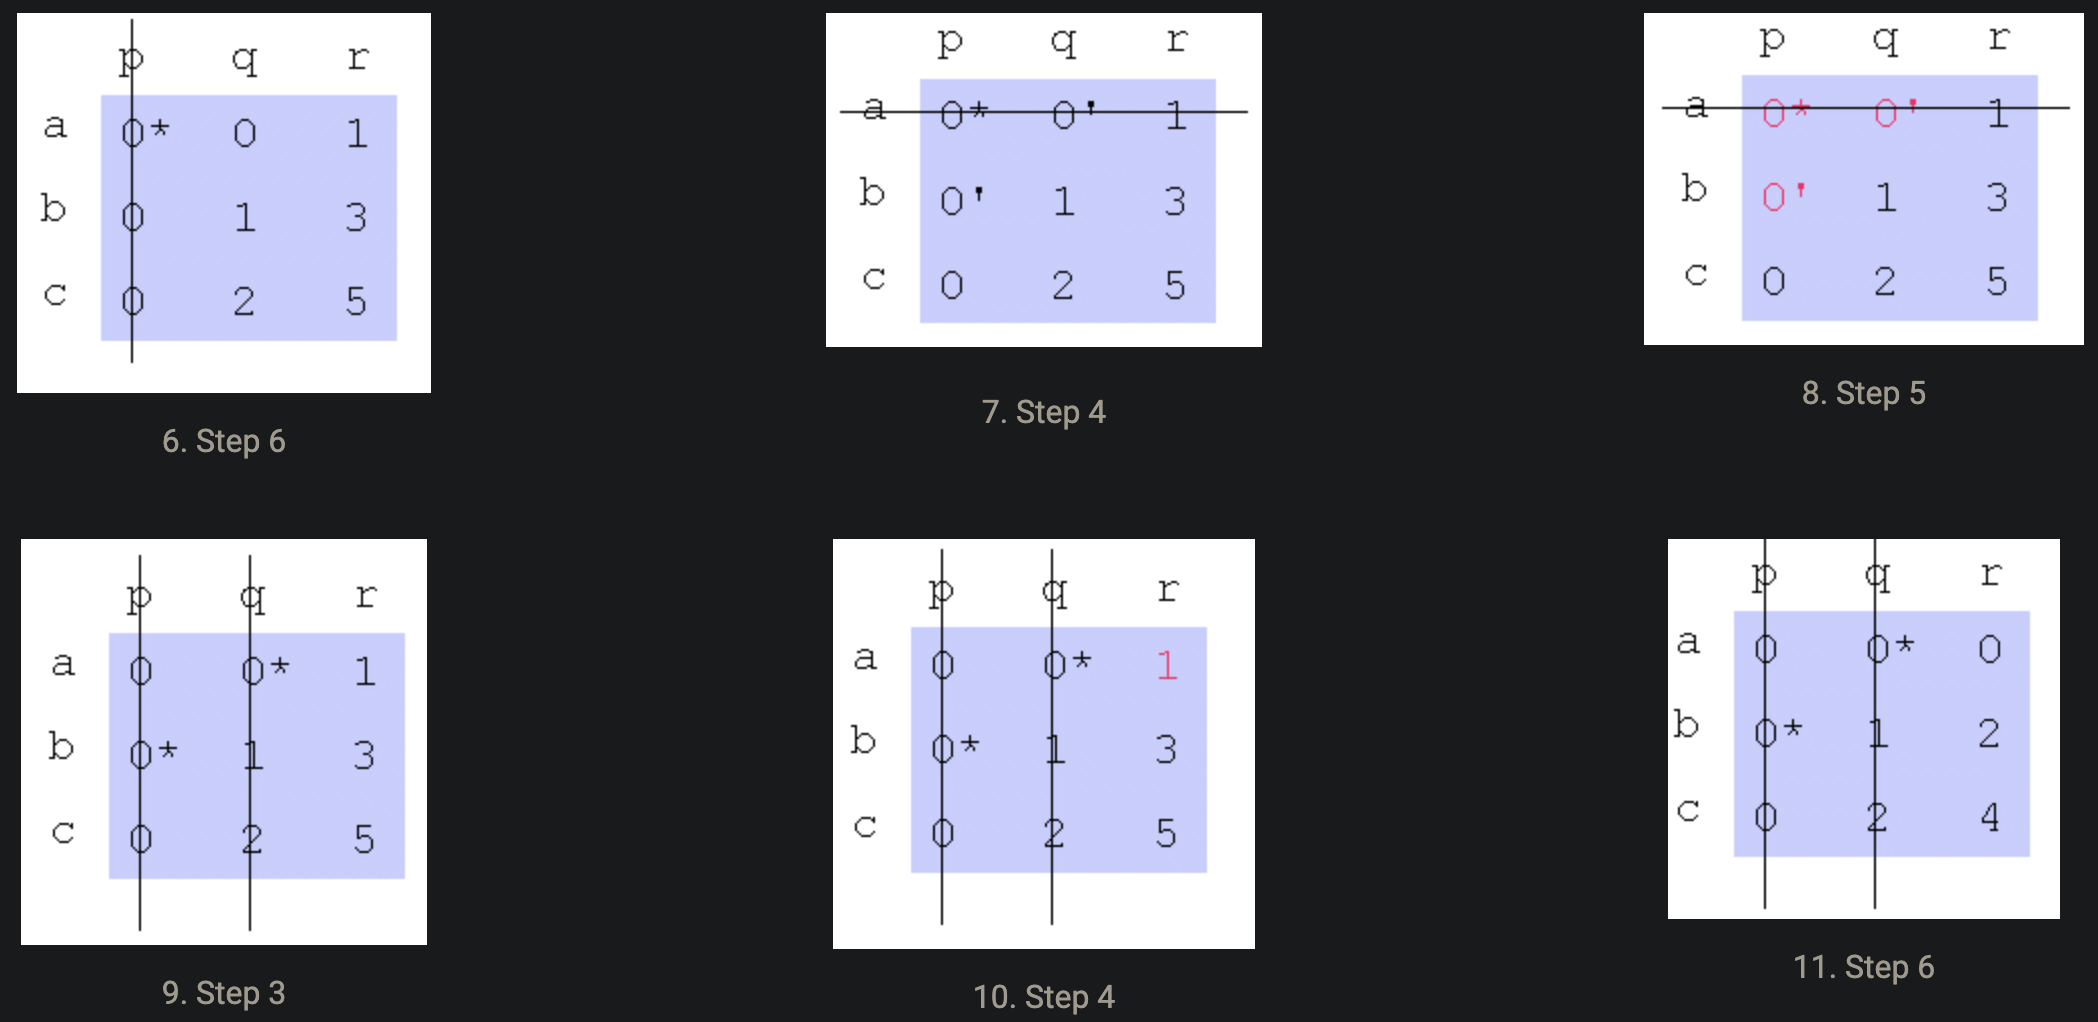 p q r
a 0* 0 1
b 0 1 3
c 0 2 5
6. Step 6
p q r
a 0* 0' 1
b 0' 1 3
c 0 2 5
7. Step 4
p q r
a 0* 0' 1
b 0' 1 3
c 0 2 5
8. Step 5
p q r
a 0 0* 1
b 0* 1 3
c 0 2 5
9. Step 3
p q r
a 0 0* 1
b 0* 1 3
c 0 2 5
10. Step 4
p q r
a 0 0* 0
b 0* 1 2
c 0 2 4
11. Step 6